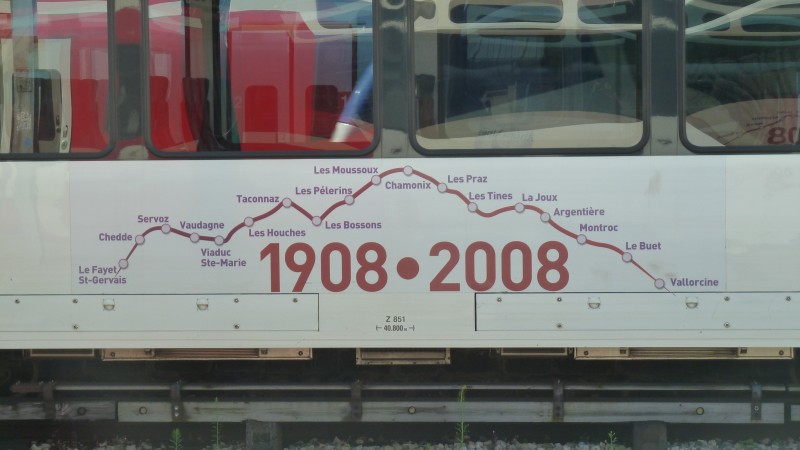 Le Fayet
St-Gervais
Chedde
Servoz
Vaudagne
Viaduc
Ste-Marie
Les Houches
Taconnaz
Les Bossons
Les Pélerins
Les Moussoux
Chamonix
Les Praz
Les Tines
La Joux
Argentière
Montroc
Le Buet
Vallorcine
1908•2008
Z 851
40.800